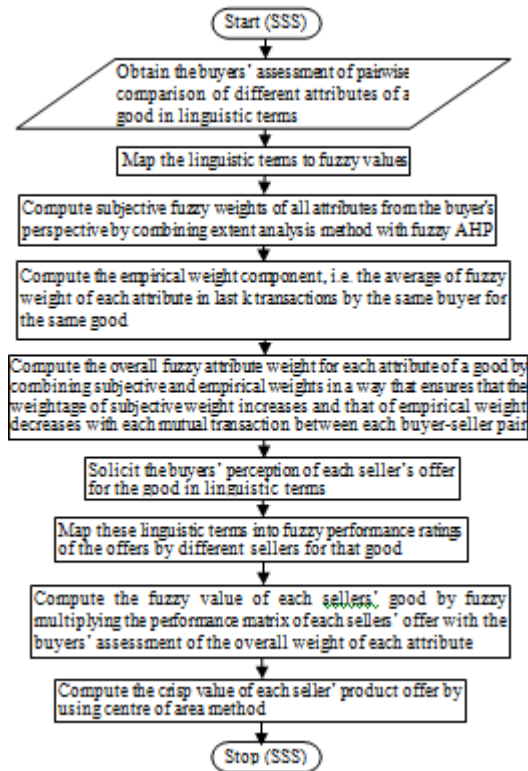 Start (SSS)
Obtain the buyers' assessment of pairwise
comparison of different attributes of a
good in linguistic terms
Map the linguistic terms to fuzzy values
Compute subjective fuzzy weights of all attributes from the buyer's
perspective by combining extent analysis method with fuzzy AHP
Compute the empirical weight component, i.e. the average of fuzzy
weight of each attribute in last k transactions by the same buyer for
the same good
Compute the overall fuzzy attribute weight for each attribute of a good by
combining subjective and empirical weights in a way that ensures that the
weightage of subjective weight increases and that of empirical weight
decreases with each mutual transaction between each buyer-seller pair
Solicit the buyers' perception of each seller's offer
for the good in linguistic terms
Map these linguistic terms into fuzzy performance ratings
of the offers by different sellers for that good
Compute the fuzzy value of each sellers' good by fuzzy
multiplying the performance matrix of each sellers' offer with the
buyers' assessment of the overall weight of each attribute
Compute the crisp value of each seller' product offer by
using centre of area method
Stop (SSS)